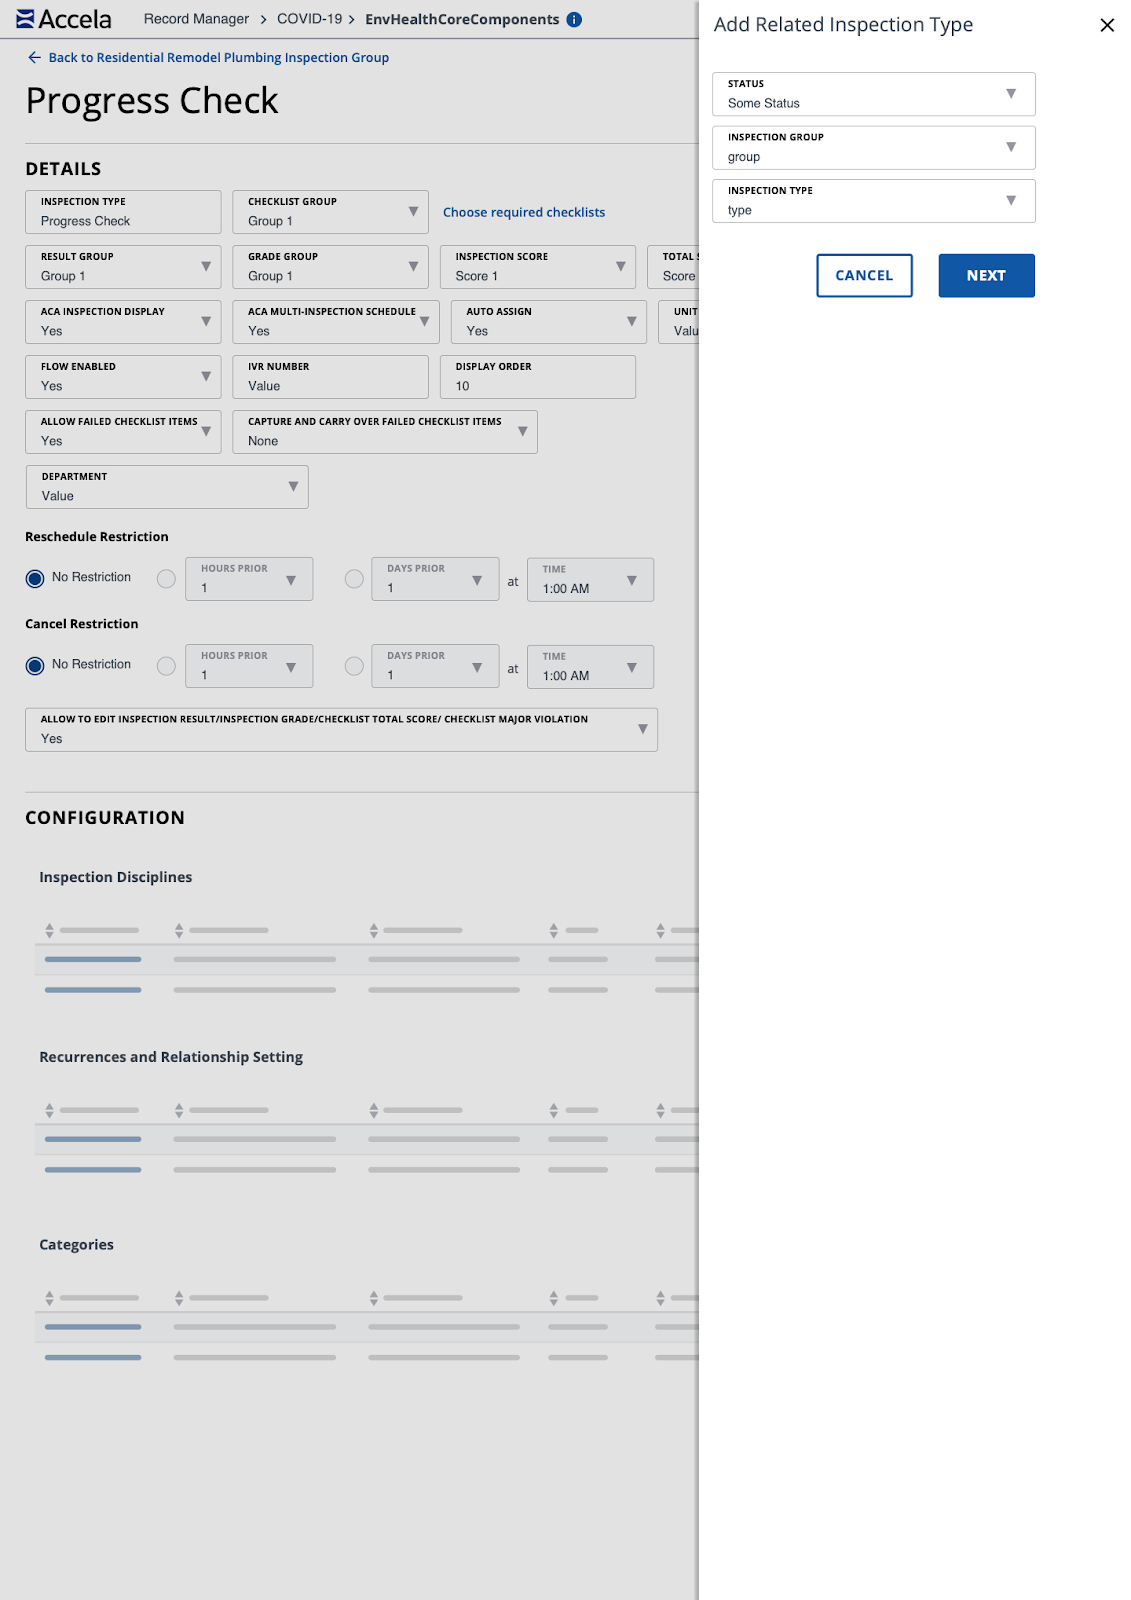 Accela Record Manager > COVID-19 > EnvHealthCoreComponents i
← Back to Residential Remodel Plumbing Inspection Group
Progress Check
DETAILS
INSPECTION TYPE
Progress Check
CHECKLIST GROUP
Group 1
Choose required checklists
RESULT GROUP
Group 1
GRADE GROUP
Group 1
INSPECTION SCORE
Score 1
TOTAL
Score
ACA INSPECTION DISPLAY
Yes
ACA MULTI-INSPECTION SCHEDULE
Yes
AUTO ASSIGN
Yes
UNIT
Valu
FLOW ENABLED
Yes
IVR NUMBER
Value
DISPLAY ORDER
10
ALLOW FAILED CHECKLIST ITEMS
Yes
CAPTURE AND CARRY OVER FAILED CHECKLIST ITEMS
None
DEPARTMENT
Value
Reschedule Restriction
No Restriction
HOURS PRIOR
1
DAYS PRIOR
1
at
TIME
1:00 AM
Cancel Restriction
No Restriction
HOURS PRIOR
1
DAYS PRIOR
1
at
TIME
1:00 AM
ALLOW TO EDIT INSPECTION RESULT/INSPECTION GRADE/CHECKLIST TOTAL SCORE/ CHECKLIST MAJOR VIOLATION
Yes
CONFIGURATION
Inspection Disciplines
Recurrences and Relationship Setting
Categories
Add Related Inspection Type
STATUS
Some Status
INSPECTION GROUP
group
INSPECTION TYPE
type
CANCEL
NEXT